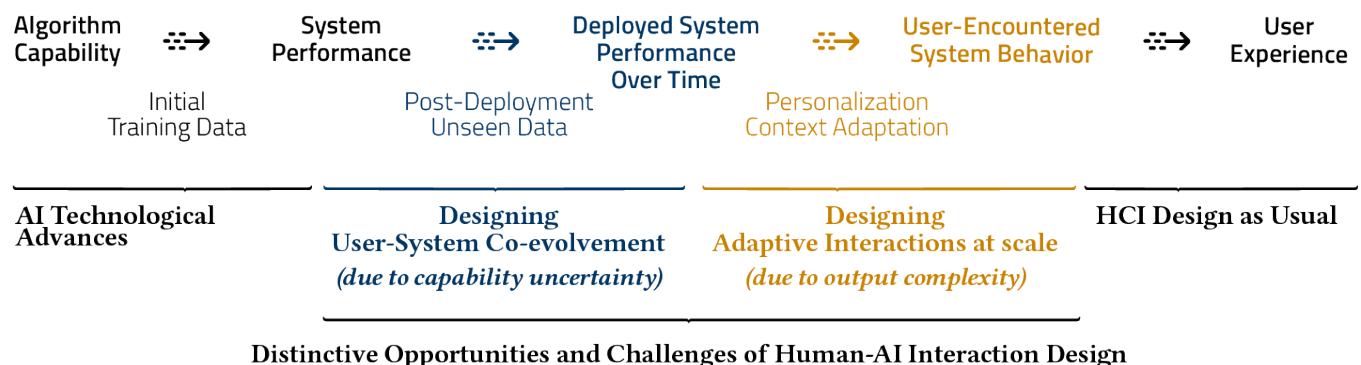 Algorithm
Capability
System
Performance
Deployed System
Performance
Over Time
User-Encountered
System Behavior
User
Experience
Initial
Training Data
Post-Deployment
Unseen Data
Personalization
Context Adaptation
AI Technological
Advances
Designing
User-System Co-evolvement
(due to capability uncertainty)
Designing
Adaptive Interactions at scale
(due to output complexity)
HCI Design as Usual
Distinctive Opportunities and Challenges of Human-AI Interaction Design